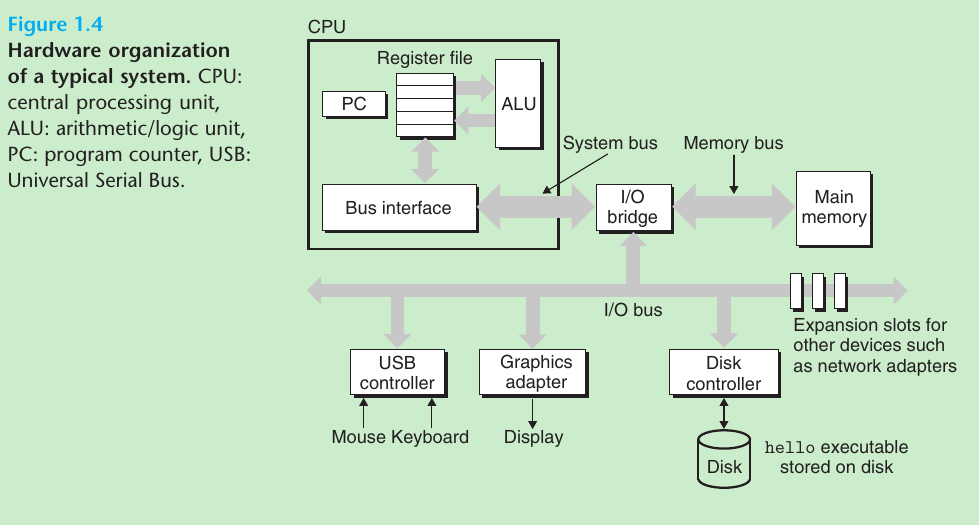 Figure 1.4
Hardware organization
of a typical system. CPU:
central processing unit,
ALU: arithmetic/logic unit,
PC: program counter, USB:
Universal Serial Bus.
CPU
Register file
PC
ALU
System bus
Memory bus
Bus interface
I/O
bridge
Main
memory
I/O bus
Expansion slots for
other devices such
as network adapters
USB
controller
Graphics
adapter
Disk
controller
Mouse Keyboard
Display
Disk
hello executable
stored on disk